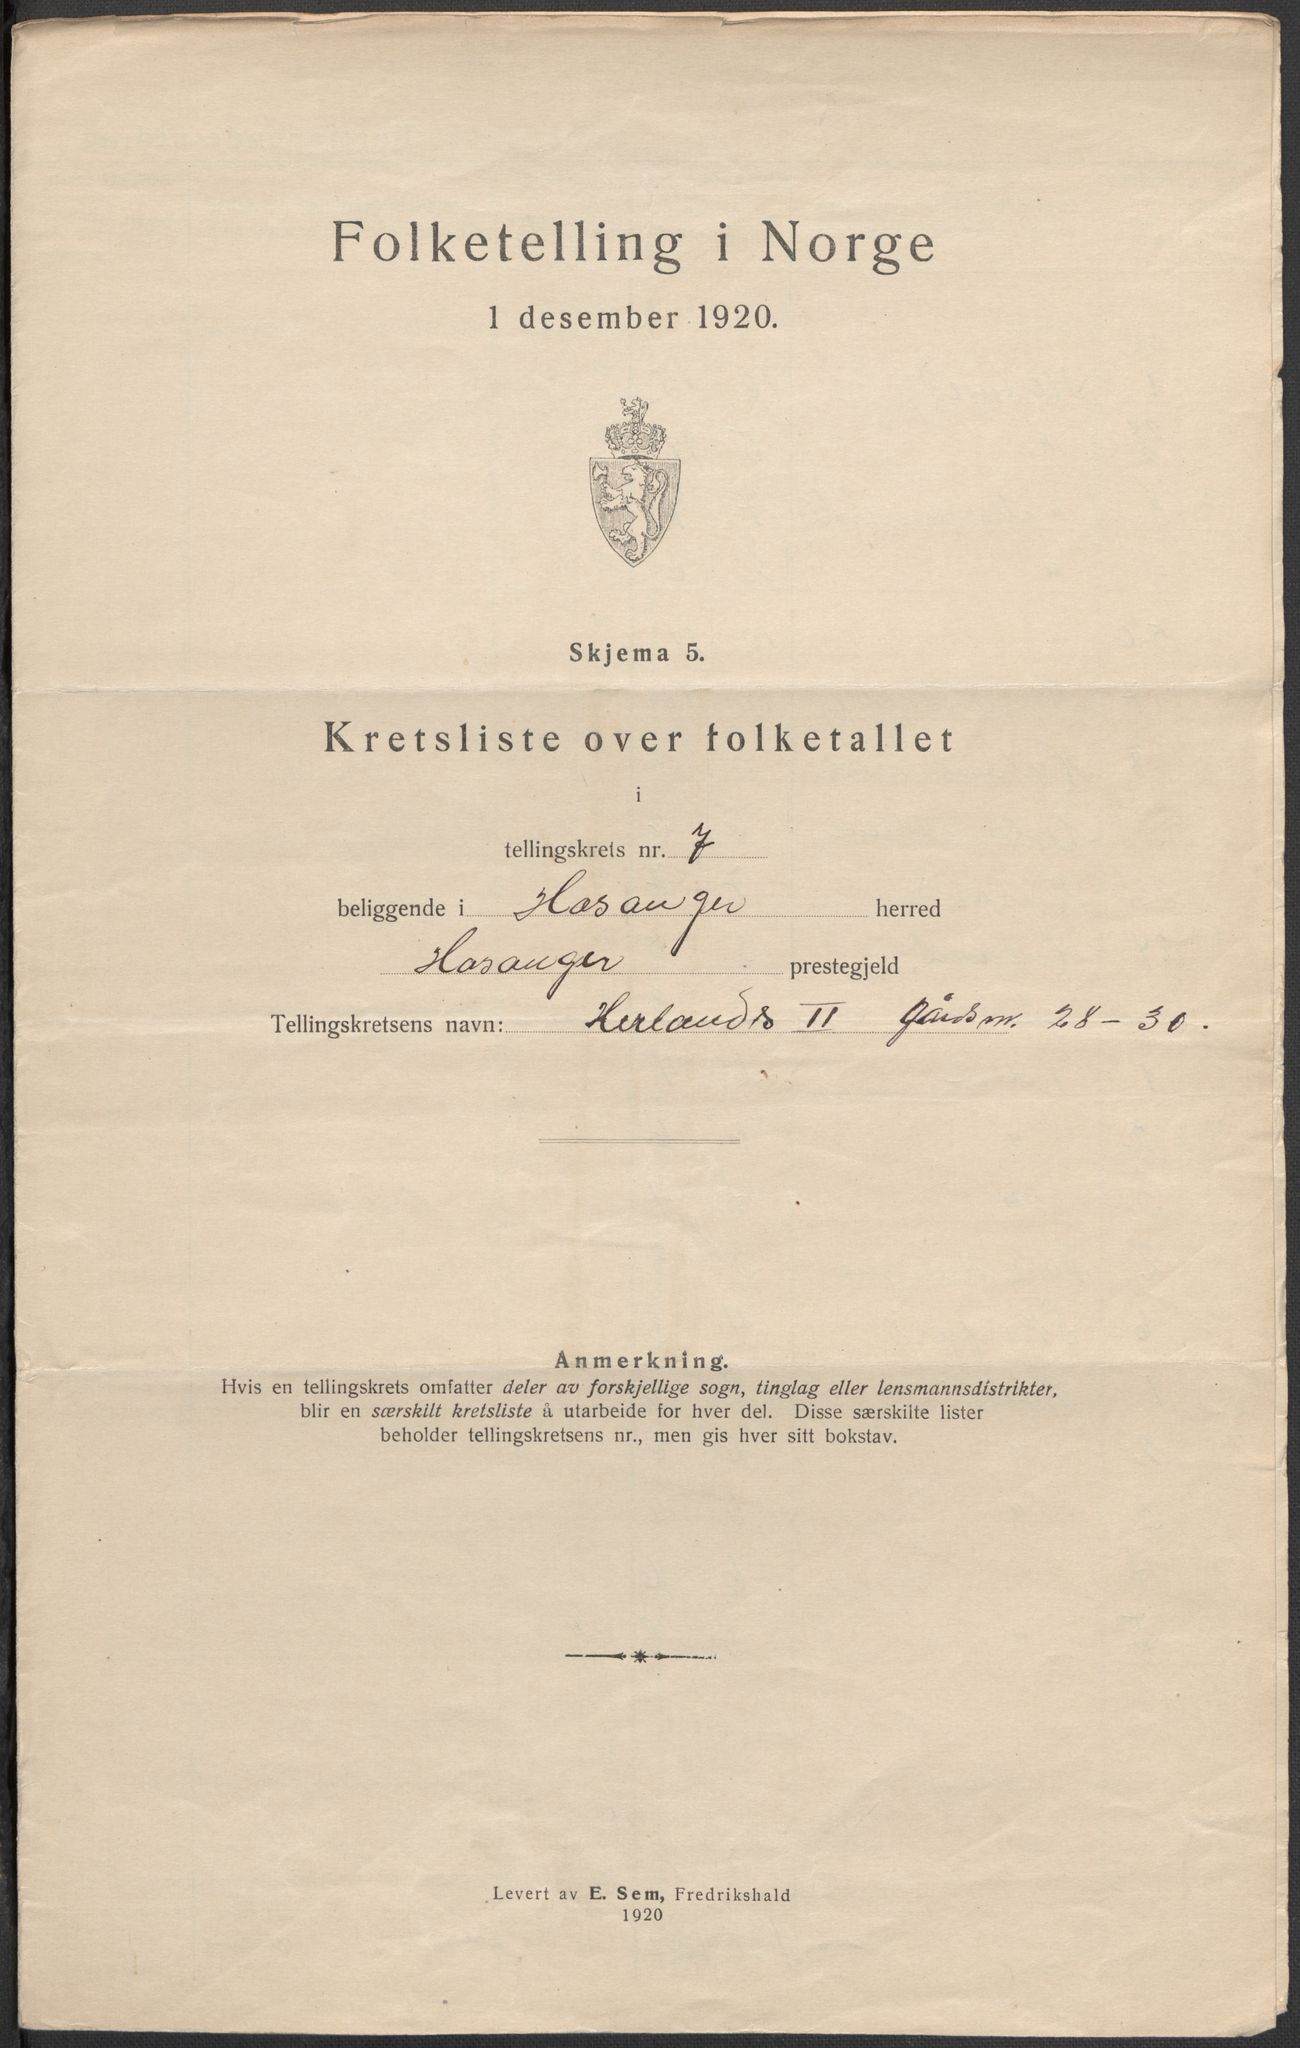 Folketelling i Norge
1 desember 1920.
Skjema 5.
Kretsliste over folketallet
i
tellingskrets nr. 7
beliggende i Hosanger herred
Hosanger prestegjeld
Tellingskretsens navn: Herlands II Gårdsnr. 28-30.
Anmerkning.
Hvis en tellingskrets omfatter deler av forskjellige sogn, tinglag eller lensmannsdistrikter,
blir en særskilt kretsliste å utarbeide for hver del. Disse særskilte lister
beholder tellingskretsens nr., men gis hver sitt bokstav.
Levert av E. Sem, Fredrikshald
1920